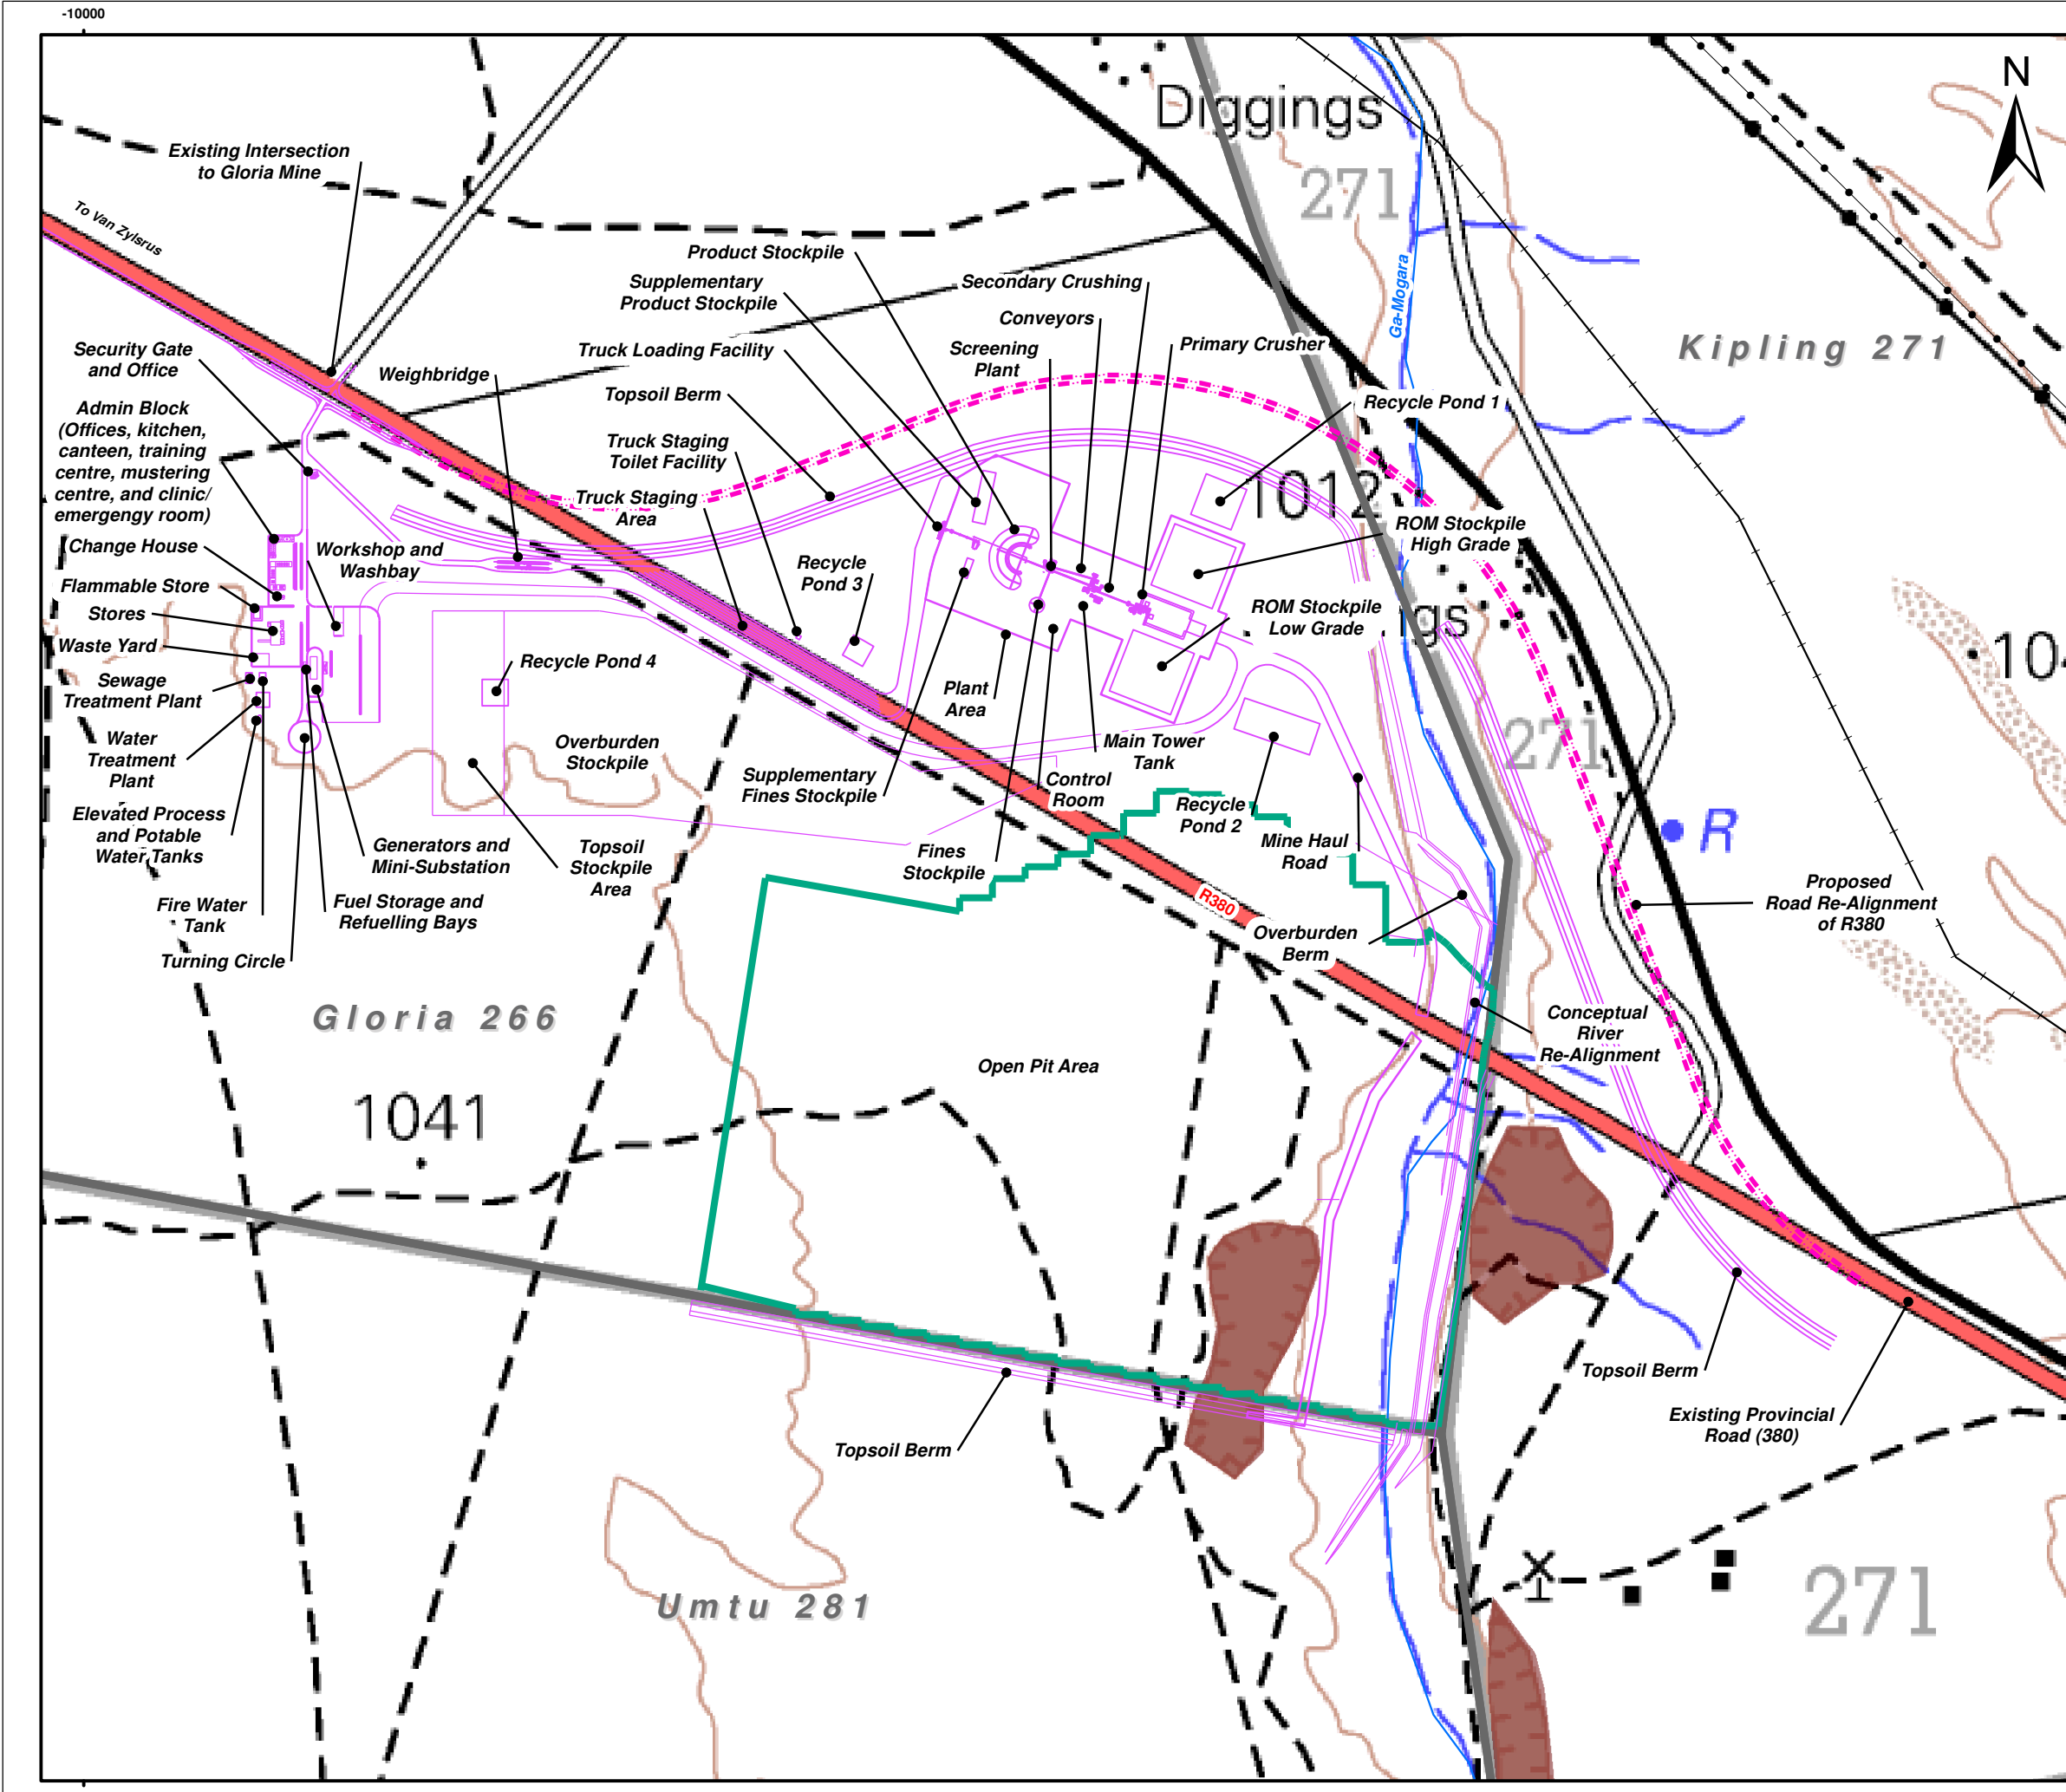 -10000
N
Diggings
271
Existing Intersection
to Gloria Mine
To Van Zylsrus
Product Stockpile
Supplementary
Product Stockpile
Secondary Crushing
Conveyors
Ga-Mogara
Kipling 271
Security Gate
and Office
Weighbridge
Truck Loading Facility
Screening
Plant
Primary Crusher
Topsoil Berm
Recycle Pond 1
Admin Block
(Offices, kitchen,
canteen, training
centre, mustering
centre, and clinic/
emergengy room)
Truck Staging
Toilet Facility
Truck Staging
Area
1012
ROM Stockpile
High Grade
Change House
Workshop and
Washbay
Recycle
Pond 3
Flammable Store
Stores
ROM Stockpile
Low Grade
ngs
Waste Yard
Recycle Pond 4
104
Sewage
Treatment Plant
Plant
Area
271
Water
Treatment
Plant
Overburden
Stockpile
Supplementary
Fines Stockpile
Control
Room
Main Tower
Tank
Recycle
Pond 2
Mine Haul
Road
R
Elevated Process
and Potable
Water Tanks
Generators and
Mini-Substation
Topsoil
Stockpile
Area
Fines
Stockpile
R380
Proposed
Road Re-Alignment
of R380
Fire Water
Tank
Fuel Storage and
Refuelling Bays
Overburden
Berm
Turning Circle
Gloria 266
Conceptual
River
Re-Alignment
Open Pit Area
1041
Topsoil Berm
Existing Provincial
Road (380)
Topsoil Berm
Umtu 281
271